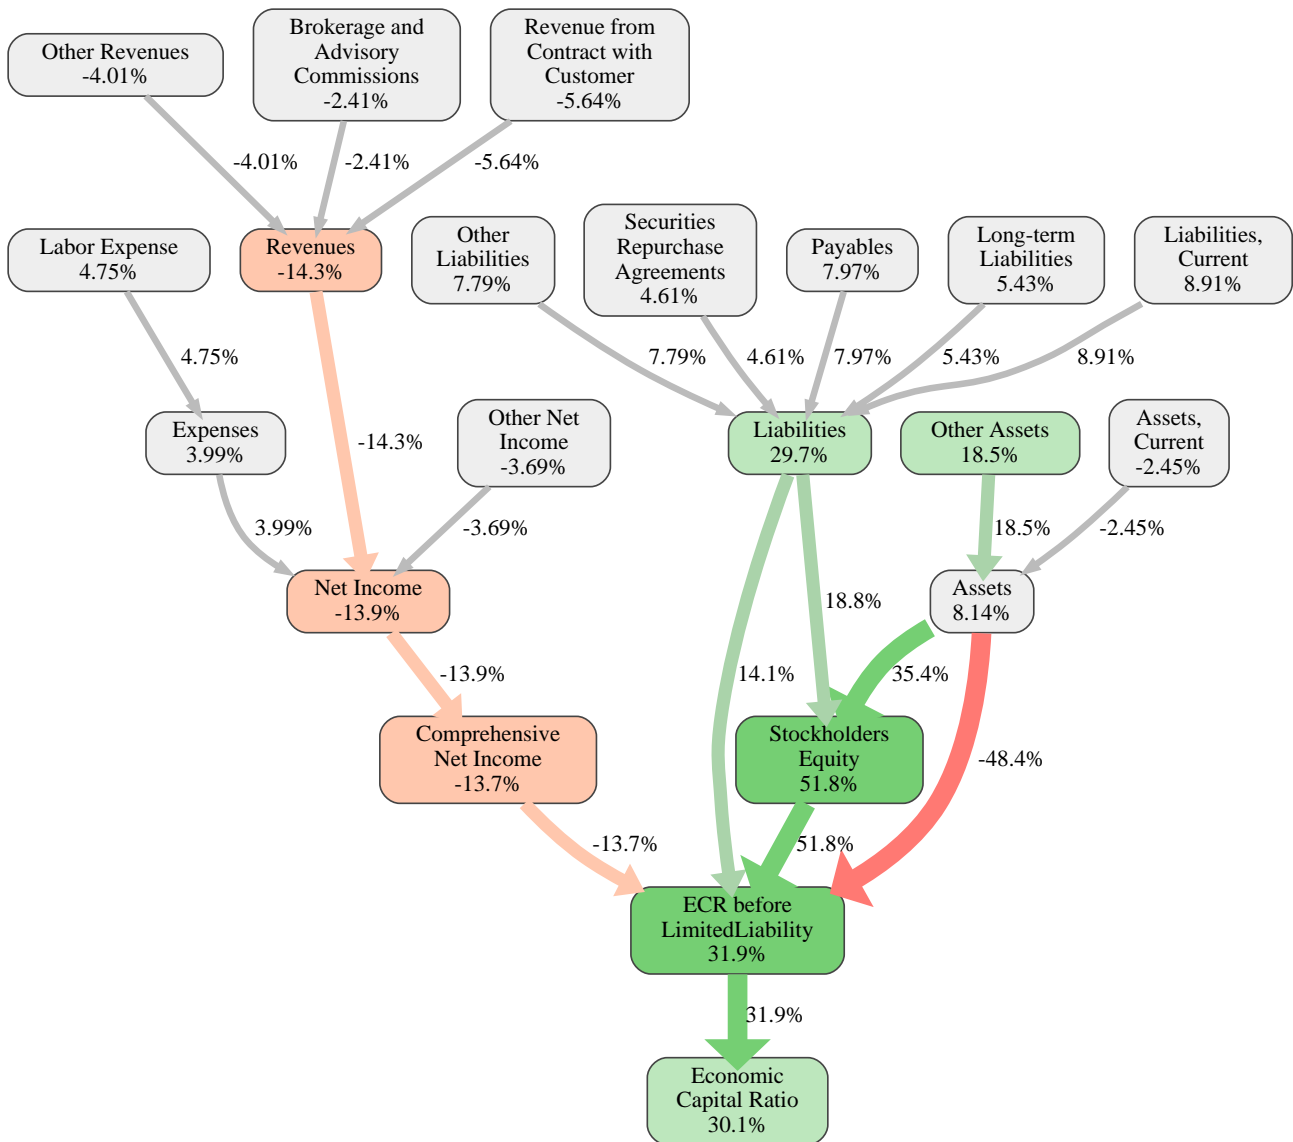 Other Revenues
-4.01%
Brokerage and
Advisory
Commissions
-2.41%
Revenue from
Contract with
Customer
-5.64%
-4.01%
-2.41%
-5.64%
Labor Expense
4.75%
Revenues
-14.3%
Other
Liabilities
7.79%
Securities
Repurchase
Agreements
4.61%
Payables
7.97%
Long-term
Liabilities
5.43%
Liabilities,
Current
8.91%
4.75%
7.79%
4.61%
7.97%
5.43%
8.91%
Expenses
3.99%
-14.3%
Other Net
Income
-3.69%
Liabilities
29.7%
Other Assets
18.5%
Assets,
Current
-2.45%
3.99%
-3.69%
18.5%
-2.45%
Net Income
-13.9%
18.8%
Assets
8.14%
-13.9%
14.1%
35.4%
Comprehensive
Net Income
-13.7%
Stockholders
Equity
51.8%
-48.4%
-13.7%
51.8%
ECR before
LimitedLiability
31.9%
31.9%
Economic
Capital Ratio
30.1%